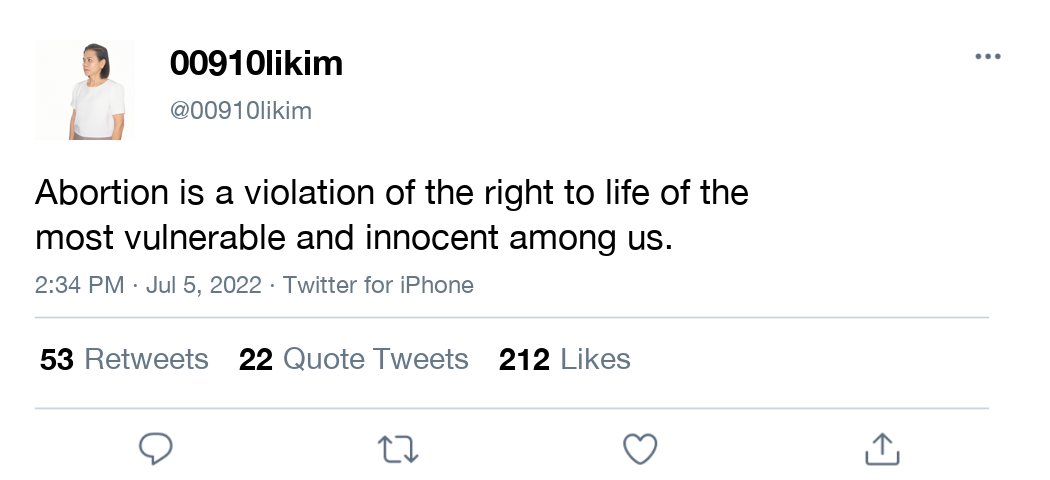 00910likim
@00910likim
Abortion is a violation of the right to life of the
most vulnerable and innocent among us.
2:34 PM · Jul 5, 2022 · Twitter for iPhone
53 Retweets 22 Quote Tweets 212 Likes